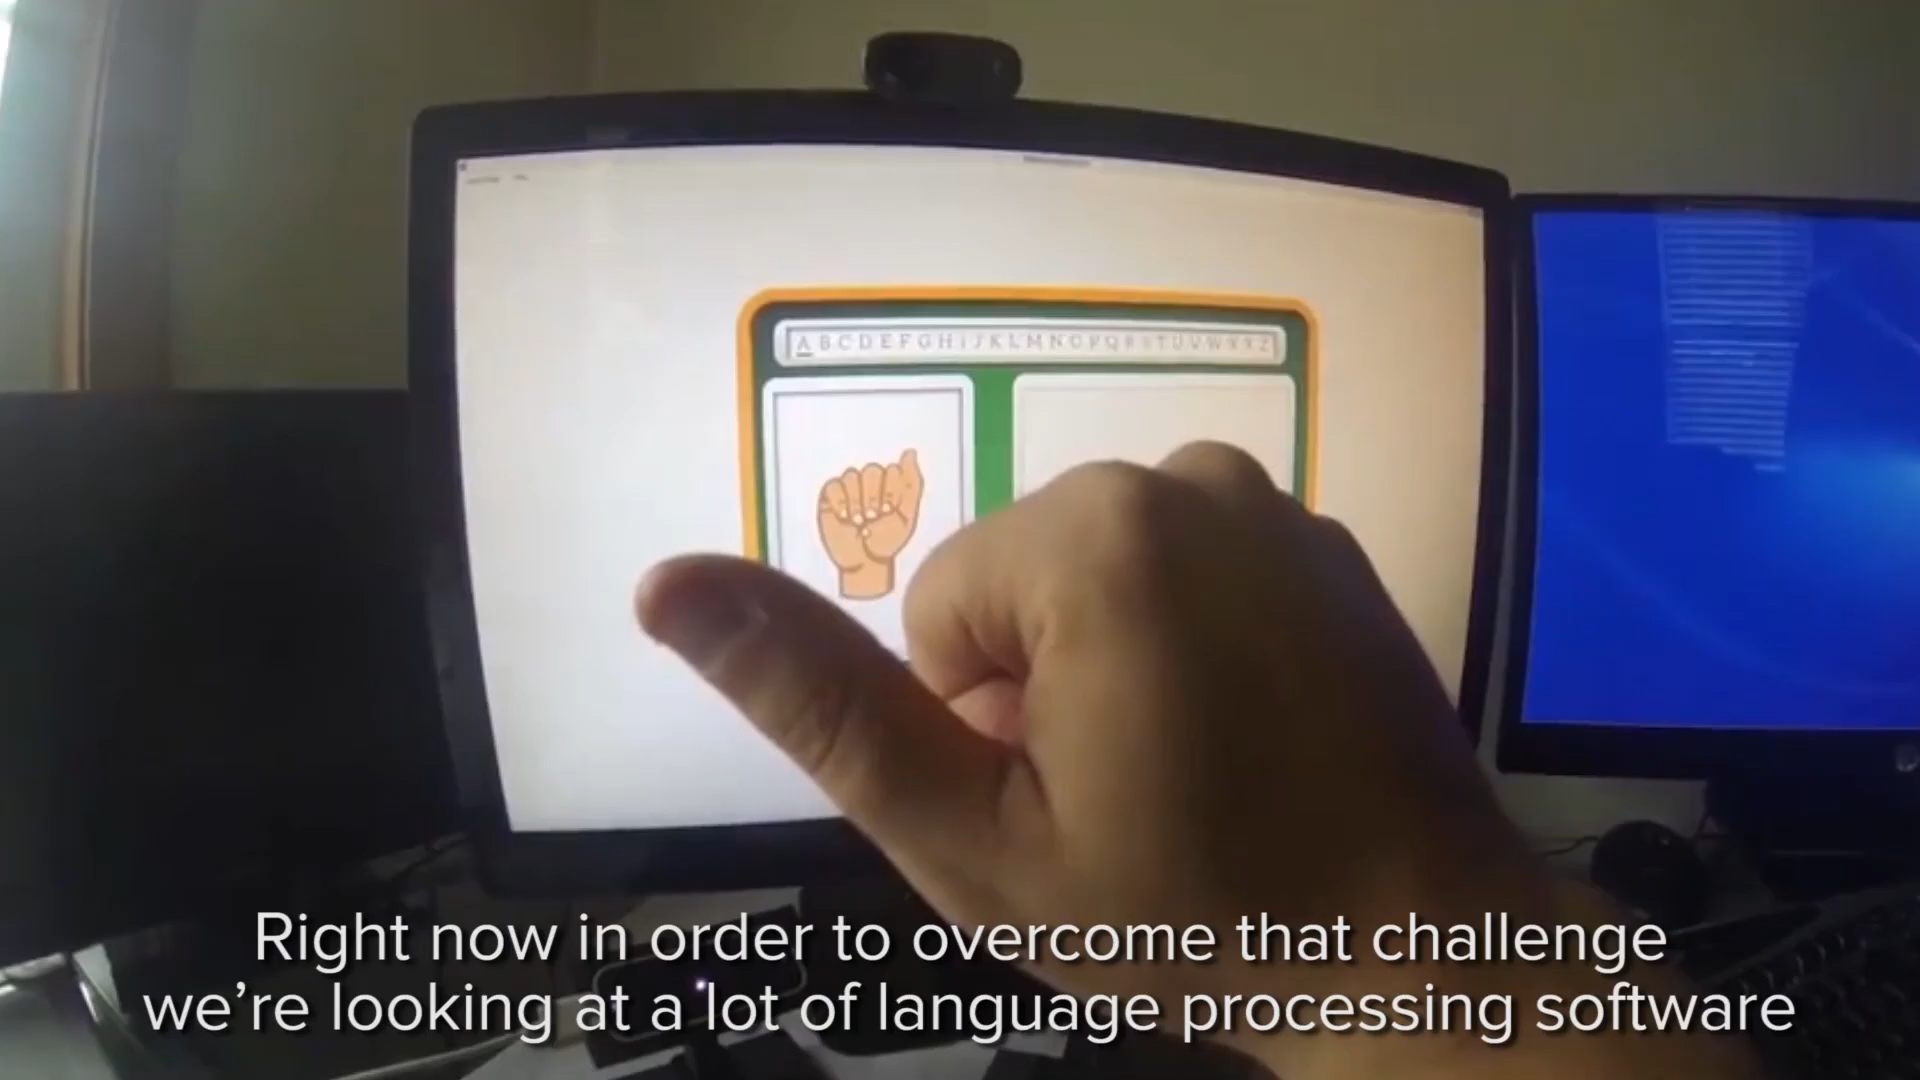 A B C D E F G H I J K L M N O P Q R S T U V W X Y Z
Right now in order to overcome that challenge
we're looking at a lot of language processing software